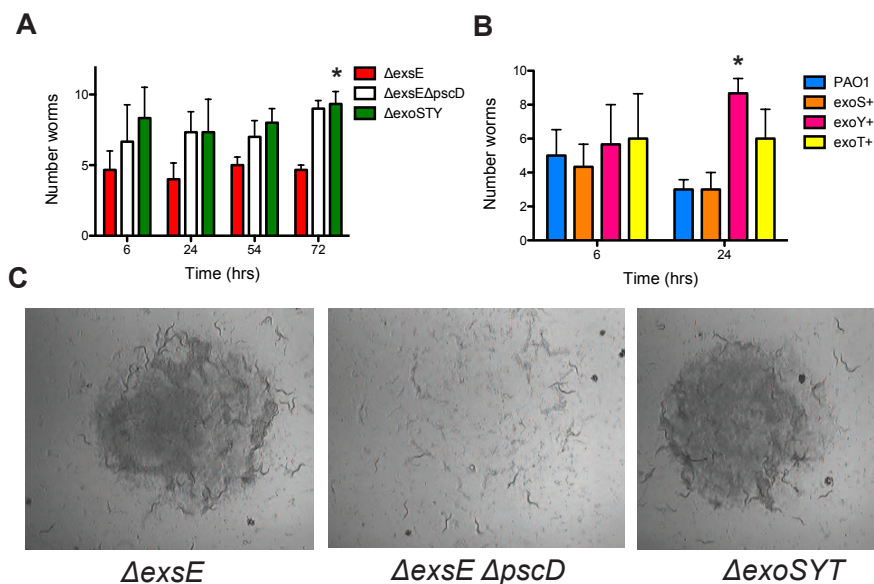 A
Number worms
10
5
0
6 24 54 72
Time (hrs)
*
ΔexsE
ΔexsEΔpscD
ΔexoSTY
B
Number worms
10
8
6
4
2
0
6 24
Time (hrs)
*
PAO1
exoS+
exoY+
exoT+
C
ΔexsE
ΔexsE ΔpscD
ΔexoSYT